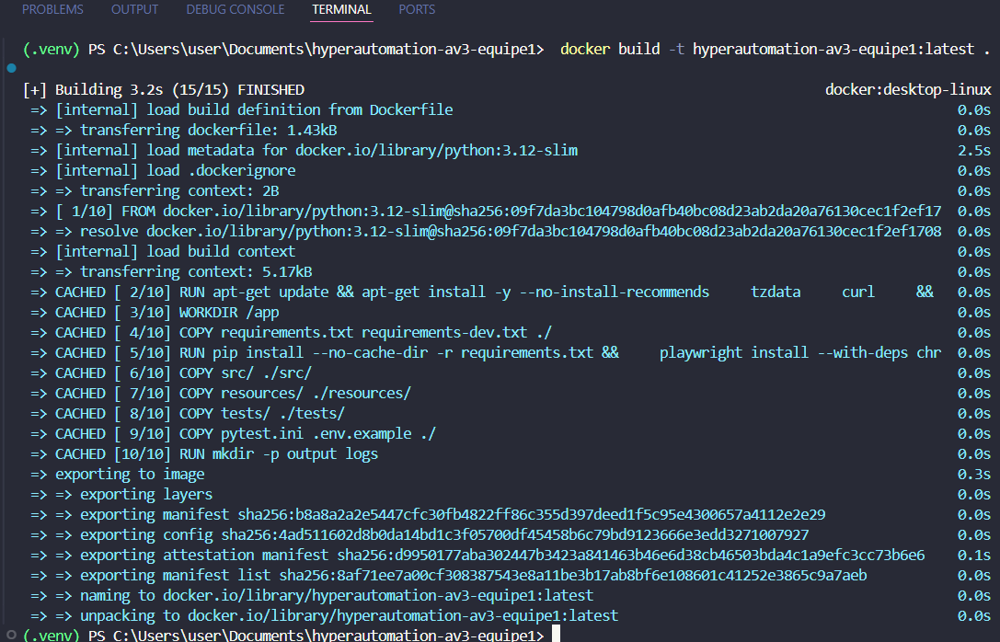 PROBLEMS OUTPUT DEBUG CONSOLE TERMINAL PORTS
(.venv) PS C:\Users\user\Documents\hyperautomation-av3-equipe1> docker build -t hyperautomation-av3-equipe1:latest .
[+] Building 3.2s (15/15) FINISHED docker:desktop-linux
=> [internal] load build definition from Dockerfile 0.0s
=> => transferring dockerfile: 1.43kB 0.0s
=> [internal] load metadata for docker.io/library/python:3.12-slim 2.5s
=> [internal] load .dockerignore 0.0s
=> => transferring context: 2B 0.0s
=> [ 1/10] FROM docker.io/library/python:3.12-slim@sha256:09f7da3bc104798d0afb40bc08d23ab2da20a76130cec1f2ef17 0.0s
=> => resolve docker.io/library/python:3.12-slim@sha256:09f7da3bc104798d0afb40bc08d23ab2da20a76130cec1f2ef1708 0.0s
=> [internal] load build context 0.0s
=> => transferring context: 5.17kB 0.0s
=> CACHED [ 2/10] RUN apt-get update && apt-get install -y --no-install-recommends tzdata curl && 0.0s
=> CACHED [ 3/10] WORKDIR /app 0.0s
=> CACHED [ 4/10] COPY requirements.txt requirements-dev.txt ./ 0.0s
=> CACHED [ 5/10] RUN pip install --no-cache-dir -r requirements.txt && playwright install --with-deps chr 0.0s
=> CACHED [ 6/10] COPY src/ ./src/ 0.0s
=> CACHED [ 7/10] COPY resources/ ./resources/ 0.0s
=> CACHED [ 8/10] COPY tests/ ./tests/ 0.0s
=> CACHED [ 9/10] COPY pytest.ini .env.example ./ 0.0s
=> CACHED [10/10] RUN mkdir -p output logs 0.0s
=> exporting to image 0.3s
=> => exporting layers 0.0s
=> => exporting manifest sha256:b8a8a2a2e5447cfc30fb4822ff86c355d397deed1f5c95e4300657a4112e2e29 0.0s
=> => exporting config sha256:4ad511602d8b0da14bd1c3f05700df45458b6c79bd9123666e3edd3271007927 0.0s
=> => exporting attestation manifest sha256:d9950177aba302447b3423a841463b46e6d38cb46503bda4c1a9efc3cc73b6e6 0.1s
=> => exporting manifest list sha256:8af71ee7a00cf308387543e8a11be3b17ab8bf6e108601c41252e3865c9a7aeb 0.0s
=> => naming to docker.io/library/hyperautomation-av3-equipe1:latest 0.0s
=> => unpacking to docker.io/library/hyperautomation-av3-equipe1:latest 0.0s
(.venv) PS C:\Users\user\Documents\hyperautomation-av3-equipe1>